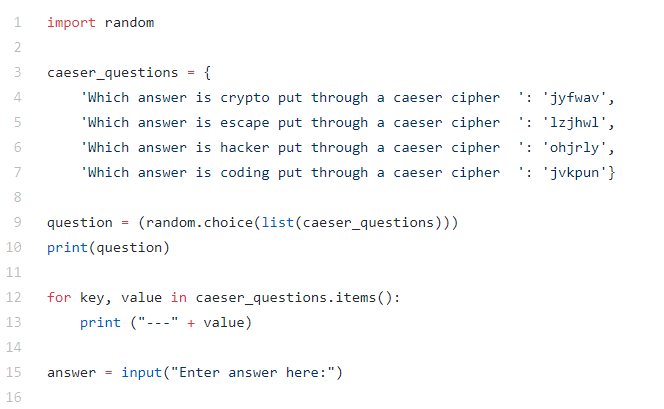 1 import random
2
3 caeser_questions = {
4     'Which answer is crypto put through a caeser cipher  ': 'jyfwav',
5     'Which answer is escape put through a caeser cipher  ': 'lzjhwl',
6     'Which answer is hacker put through a caeser cipher  ': 'ohjrly',
7     'Which answer is coding put through a caeser cipher  ': 'jvkpun'}
8
9 question = (random.choice(list(caeser_questions)))
10 print(question)
11
12 for key, value in caeser_questions.items():
13     print ("---" + value)
14
15 answer = input("Enter answer here:")
16